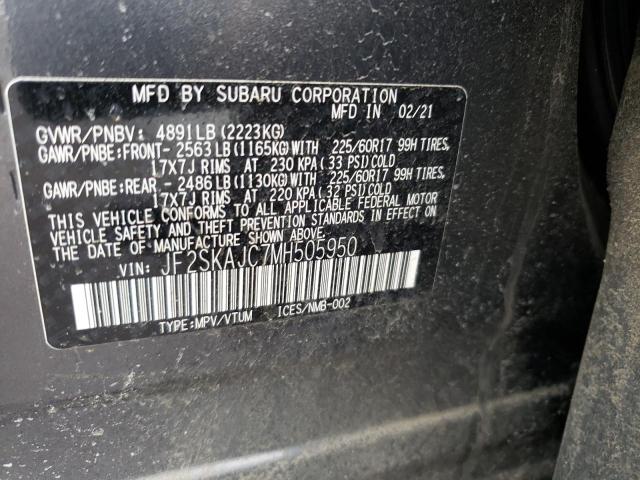 MFD BY SUBARU CORPORATION
MFD IN 02/21
GVWR/PNBV: 4891LB (2223KG)
GAWR/PNBE:FRONT- 2563LB(1165KG)WITH 225/60R17 99H TIRES,
17X7J RIMS AT 230 KPA(33 PSI)COLD
GAWR/PNBE:REAR - 2486LB(1130KG)WITH 225/60R17 99H TIRES,
17X7J RIMS AT 220 KPA(32 PSI)COLD
THIS VEHICLE CONFORMS TO ALL APPLICABLE FEDERAL MOTOR
VEHICLE SAFETY AND THEFT PREVENTION STANDARDS IN EFFECT ON
THE DATE OF MANUFACTURE SHOWN ABOVE.
VIN: JF2SKAJC7MH505950
TYPE:MPV/VTUM ICES/NMB-002